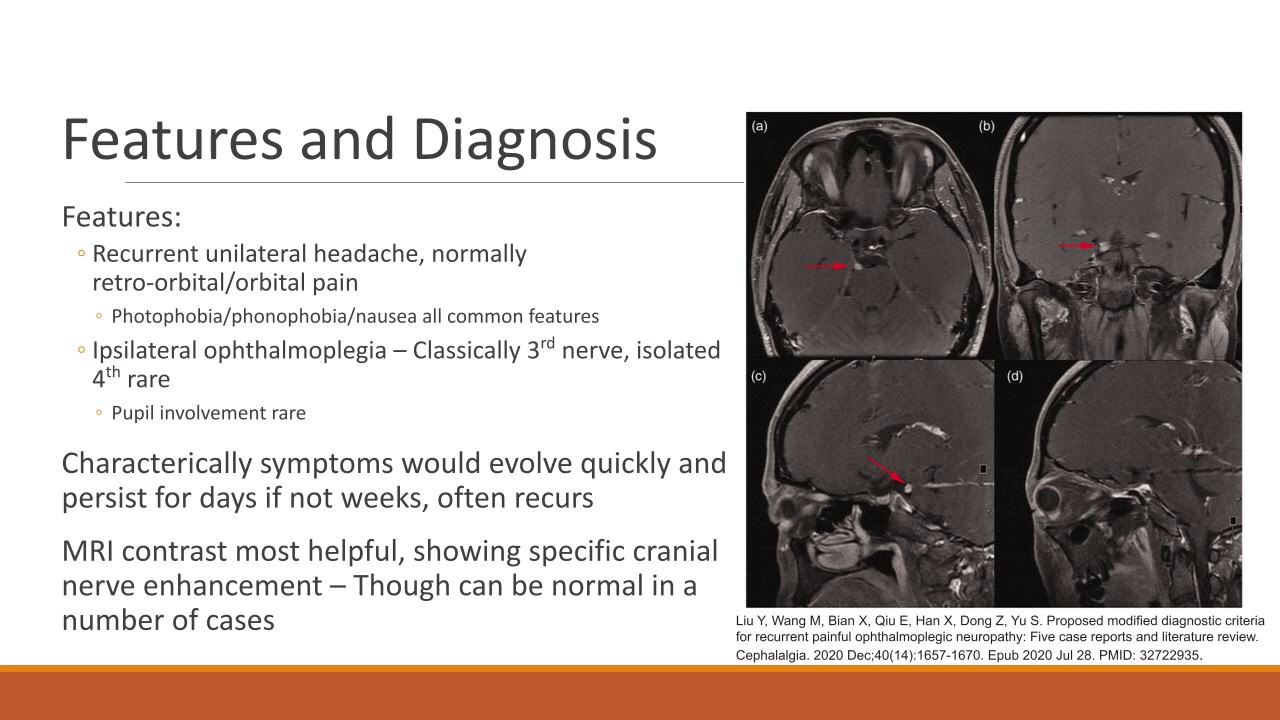 Features and Diagnosis
Features:
◦ Recurrent unilateral headache, normally
retro-orbital/orbital pain
◦ Photophobia/phonophobia/nausea all common features
◦ Ipsilateral ophthalmoplegia – Classically 3rd nerve, isolated
4th rare
◦ Pupil involvement rare
Characterically symptoms would evolve quickly and
persist for days if not weeks, often recurs
MRI contrast most helpful, showing specific cranial
nerve enhancement – Though can be normal in a
number of cases
(a)
(b)
(c)
(d)
Liu Y, Wang M, Bian X, Qiu E, Han X, Dong Z, Yu S. Proposed modified diagnostic criteria
for recurrent painful ophthalmoplegic neuropathy: Five case reports and literature review.
Cephalalgia. 2020 Dec;40(14):1657-1670. Epub 2020 Jul 28. PMID: 32722935.